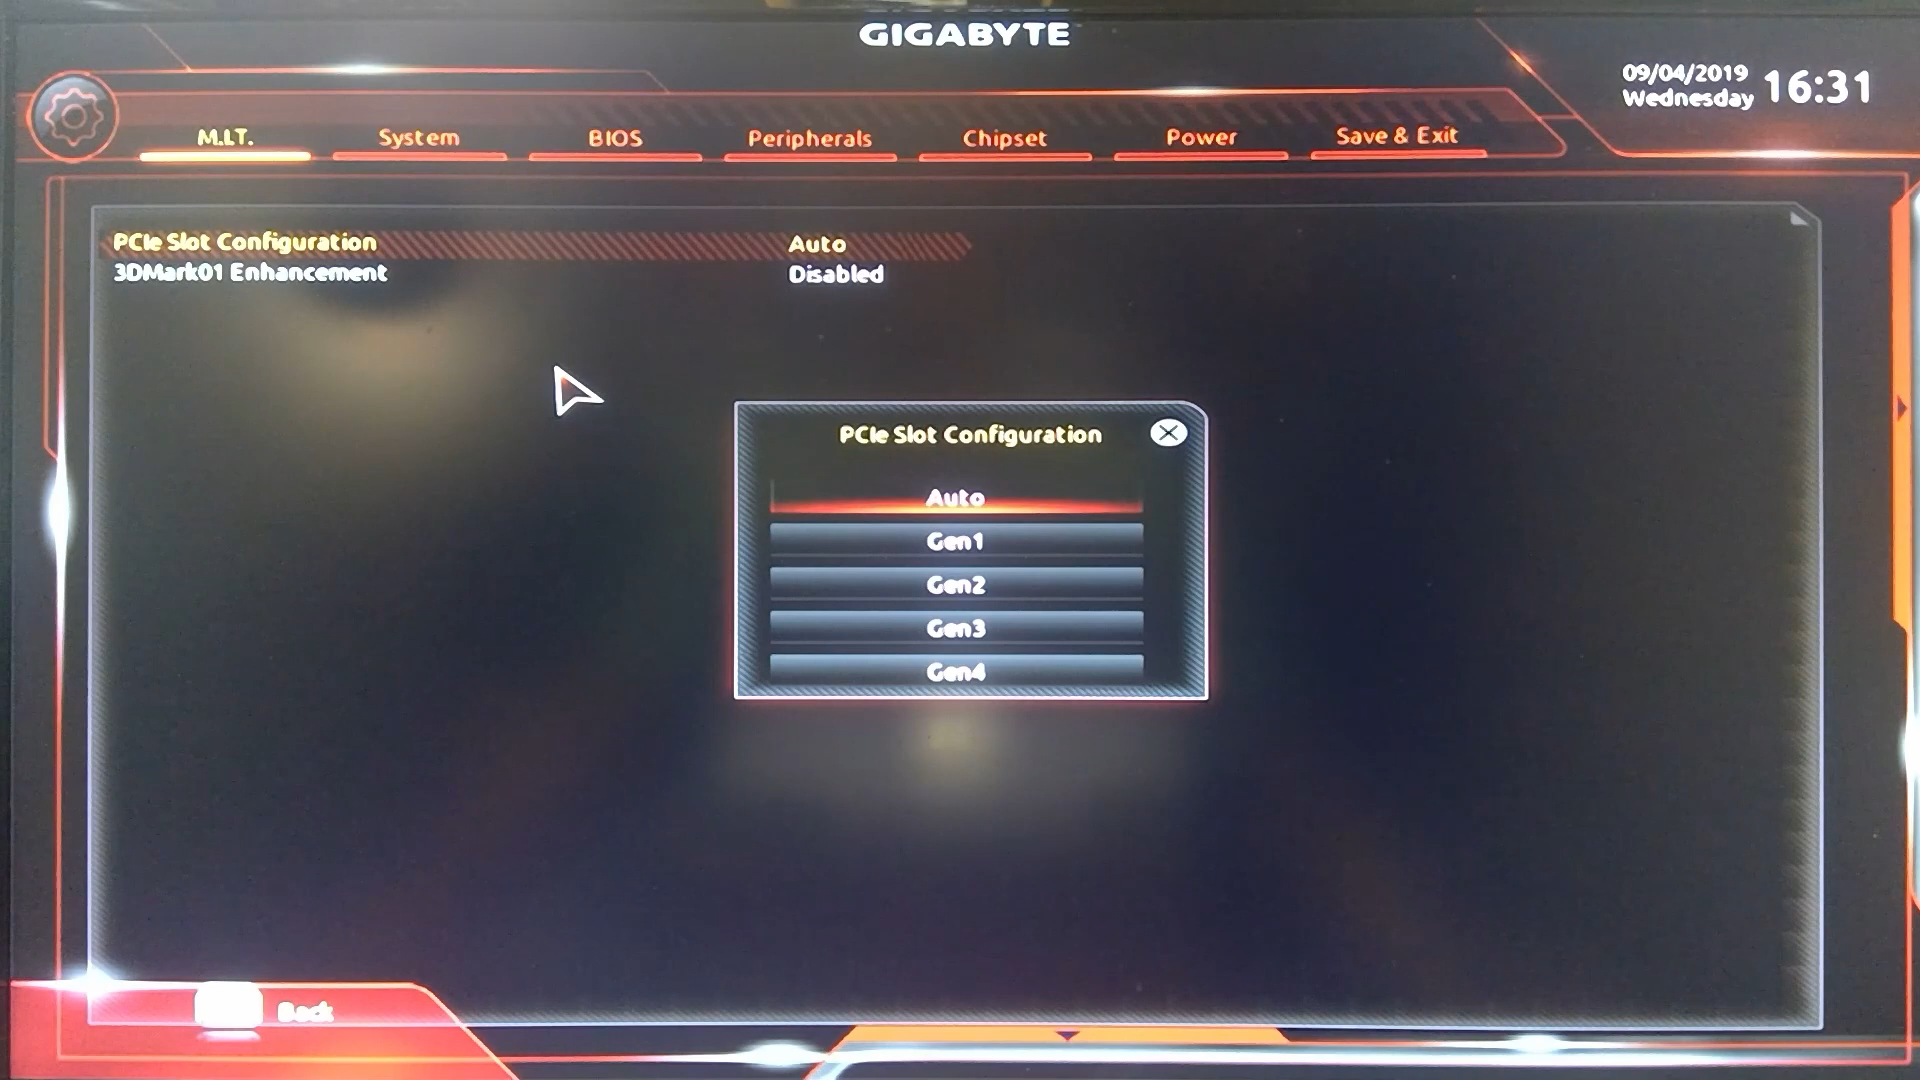 GIGABYTE
09/04/2019
Wednesday
16:31
M.I.T.
System
BIOS
Peripherals
Chipset
Power
Save & Exit
PCIe Slot Configuration Auto
3DMark01 Enhancement Disabled
PCIe Slot Configuration
Auto
Gen1
Gen2
Gen3
Gen4
Back